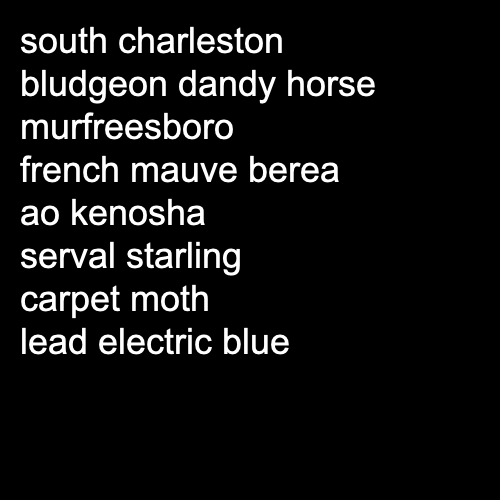 south charleston
bludgeon dandy horse
murfreesboro
french mauve berea
ao kenosha
serval starling
carpet moth
lead electric blue